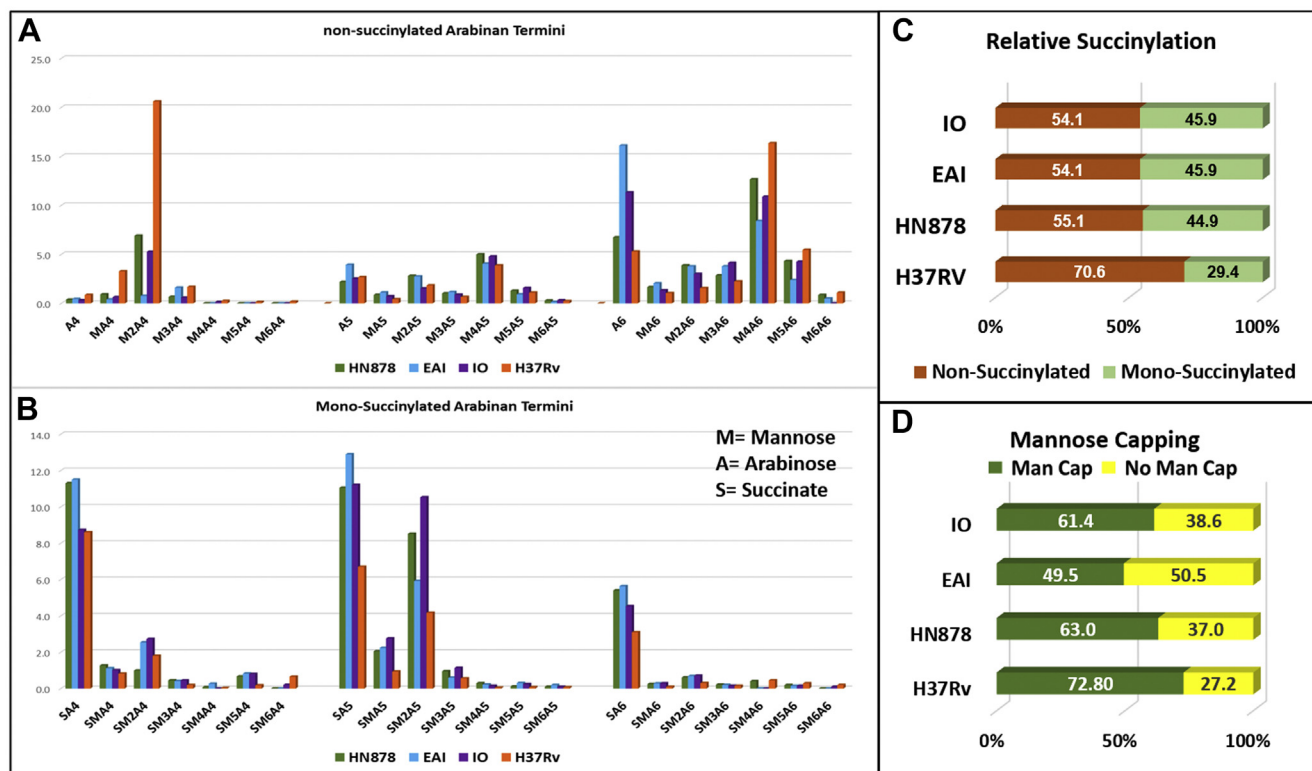 A
non-succinylated Arabinan Termini
25.0
20.0
15.0
10.0
5.0
0.0
A4 MA4 M2A4 M3A4 M4A4 M5A4 M6A4 A5 MA5 M2A5 M3A5 M4A5 M5A5 M6A5 A6 MA6 M2A6 M3A6 M4A6 M5A6 M6A6
HN878 EAI IO H37Rv
B
Mono-Succinylated Arabinan Termini
M= Mannose
A= Arabinose
S= Succinate
14.0
12.0
10.0
8.0
6.0
4.0
2.0
0.0
SA4 SMA4 SM2A4 SM3A4 SM4A4 SM5A4 SM6A4 SA5 SMA5 SM2A5 SM3A5 SM4A5 SM5A5 SM6A5 SA6 SMA6 SM2A6 SM3A6 SM4A6 SM5A6 SM6A6
HN878 EAI IO H37Rv
C
Relative Succinylation
IO 54.1 45.9
EAI 54.1 45.9
HN878 55.1 44.9
H37RV 70.6 29.4
0% 50% 100%
Non-Succinylated Mono-Succinylated
D
Mannose Capping
Man Cap No Man Cap
IO 61.4 38.6
EAI 49.5 50.5
HN878 63.0 37.0
H37Rv 72.80 27.2
0% 50% 100%